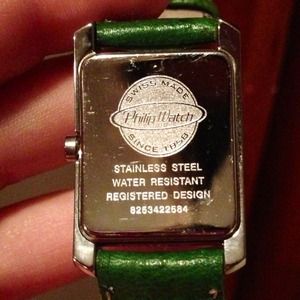 SWISS MADE
Philip Watch
SINCE 1858
STAINLESS STEEL
WATER RESISTANT
REGISTERED DESIGN
8253422584